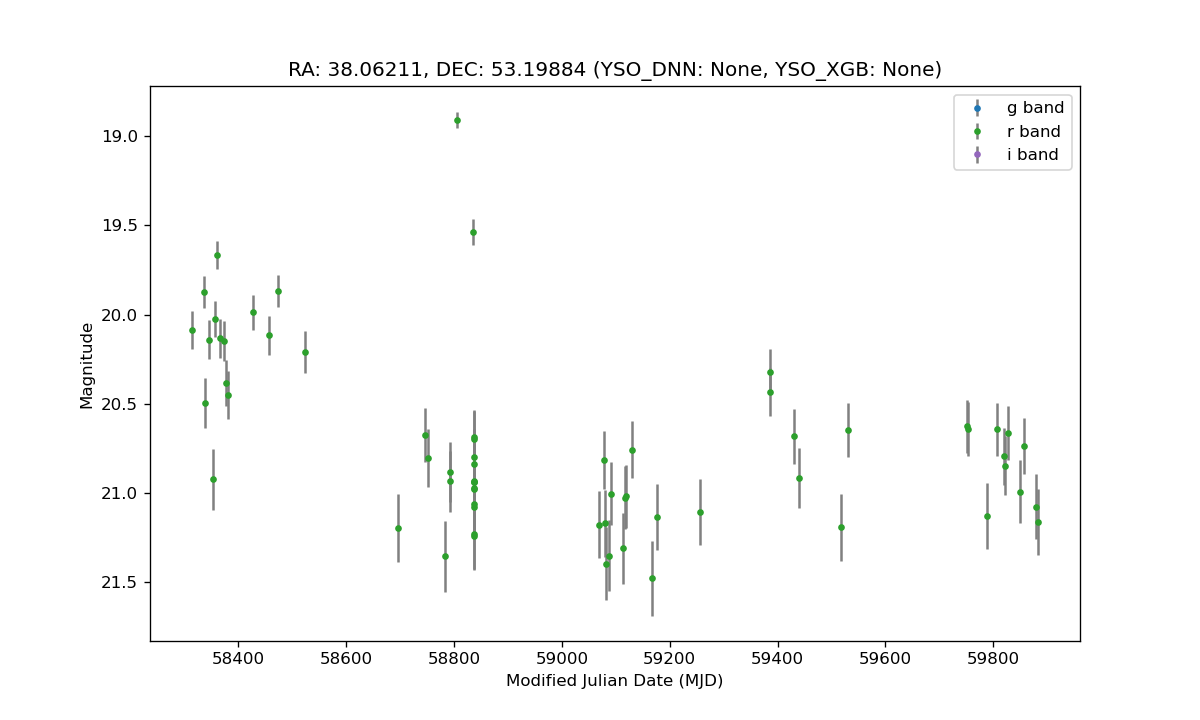 RA: 38.06211, DEC: 53.19884 (YSO_DNN: None, YSO_XGB: None)
g band
r band
i band
19.0
19.5
20.0
20.5
21.0
21.5
Magnitude
58400 58600 58800 59000 59200 59400 59600 59800
Modified Julian Date (MJD)